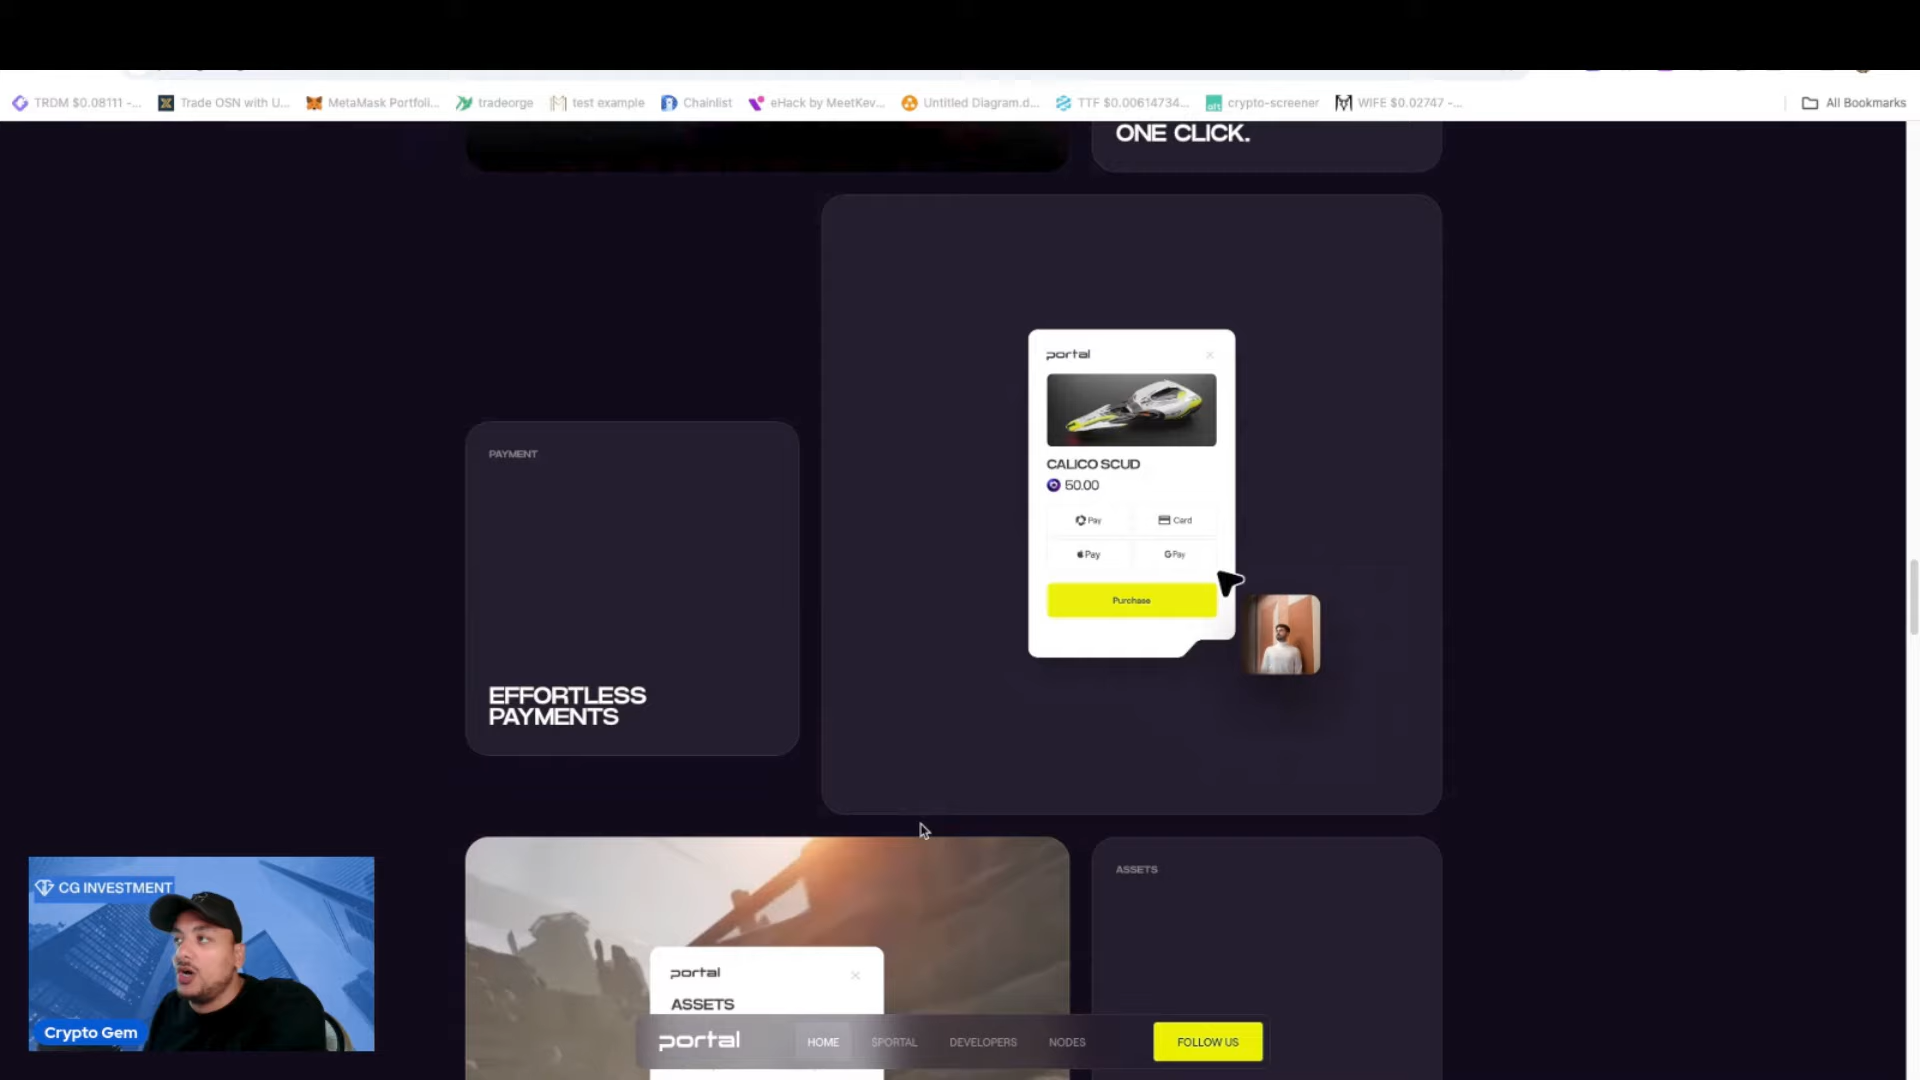 TRDM $0.08111 -...
Trade OSN with U...
MetaMask Portfoli...
tradeorge
test example
Chainlist
eHack by MeetKev...
Untitled Diagram.d...
TTF $0.00614734...
crypto-screener
WIFE $0.02747 -...
All Bookmarks
ONE CLICK.
portal
CALICO SCUD
50.00
Pay
Card
Pay
G Pay
Purchase
PAYMENT
EFFORTLESS
PAYMENTS
ASSETS
portal
ASSETS
portal
HOME
$PORTAL
DEVELOPERS
NODES
FOLLOW US
CG INVESTMENT
Crypto Gem